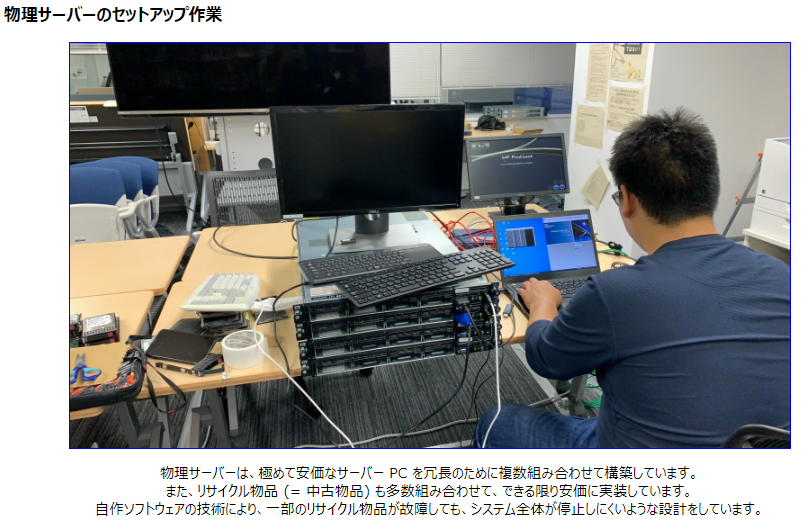 物理サーバーのセットアップ作業
物理サーバーは、極めて安価なサーバー PC を冗長のために複数組み合わせて構築しています。
また、リサイクル物品 (= 中古物品) も多数組み合わせて、できる限り安価に実装しています。
自作ソフトウェアの技術により、一部のリサイクル物品が故障しても、システム全体が停止しにくいような設計をしています。